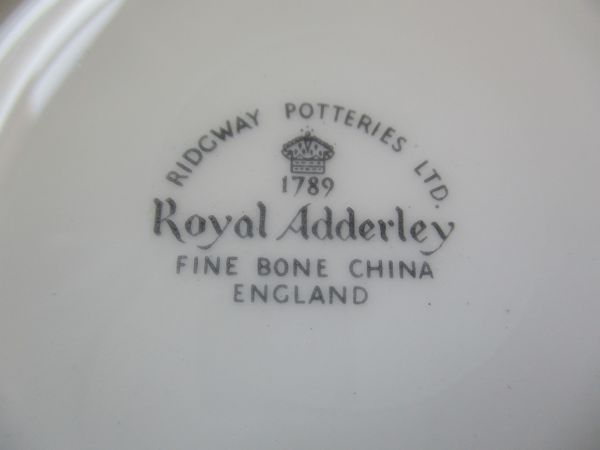 RIDGWAY POTTERIES LTD.
1789
Royal Adderley
FINE BONE CHINA
ENGLAND